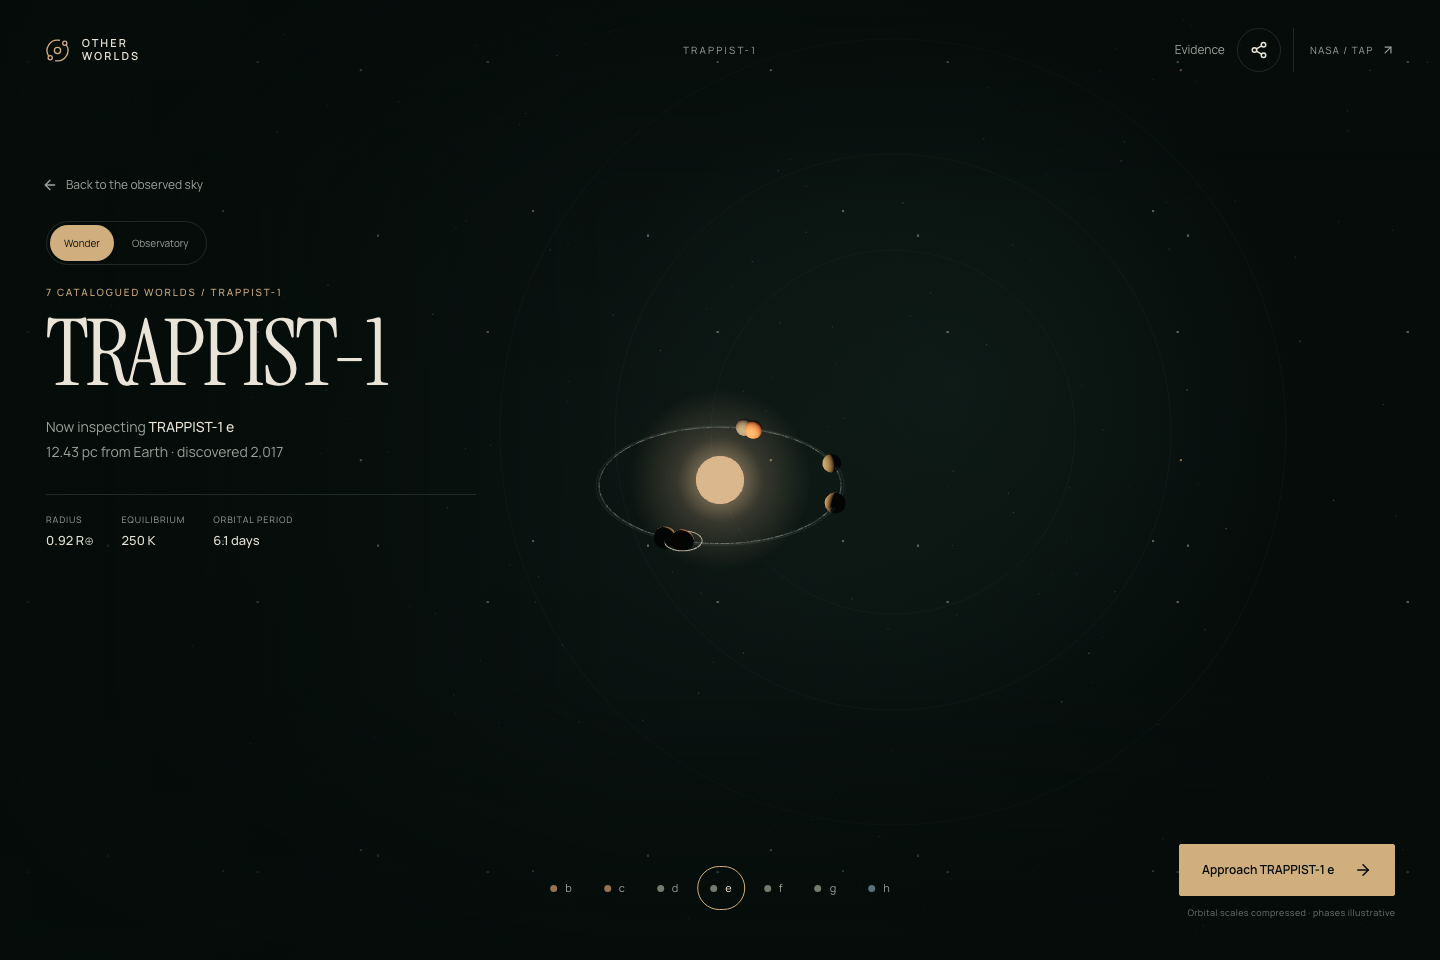 OTHER
WORLDS
TRAPPIST-1
Evidence
NASA / TAP
Back to the observed sky
Wonder
Observatory
7 CATALOGUED WORLDS / TRAPPIST-1
TRAPPIST-1
Now inspecting TRAPPIST-1 e
12.43 pc from Earth · discovered 2,017
RADIUS
EQUILIBRIUM
ORBITAL PERIOD
0.92 R⊕
250 K
6.1 days
b
c
d
e
f
g
h
Approach TRAPPIST-1 e
Orbital scales compressed · phases illustrative